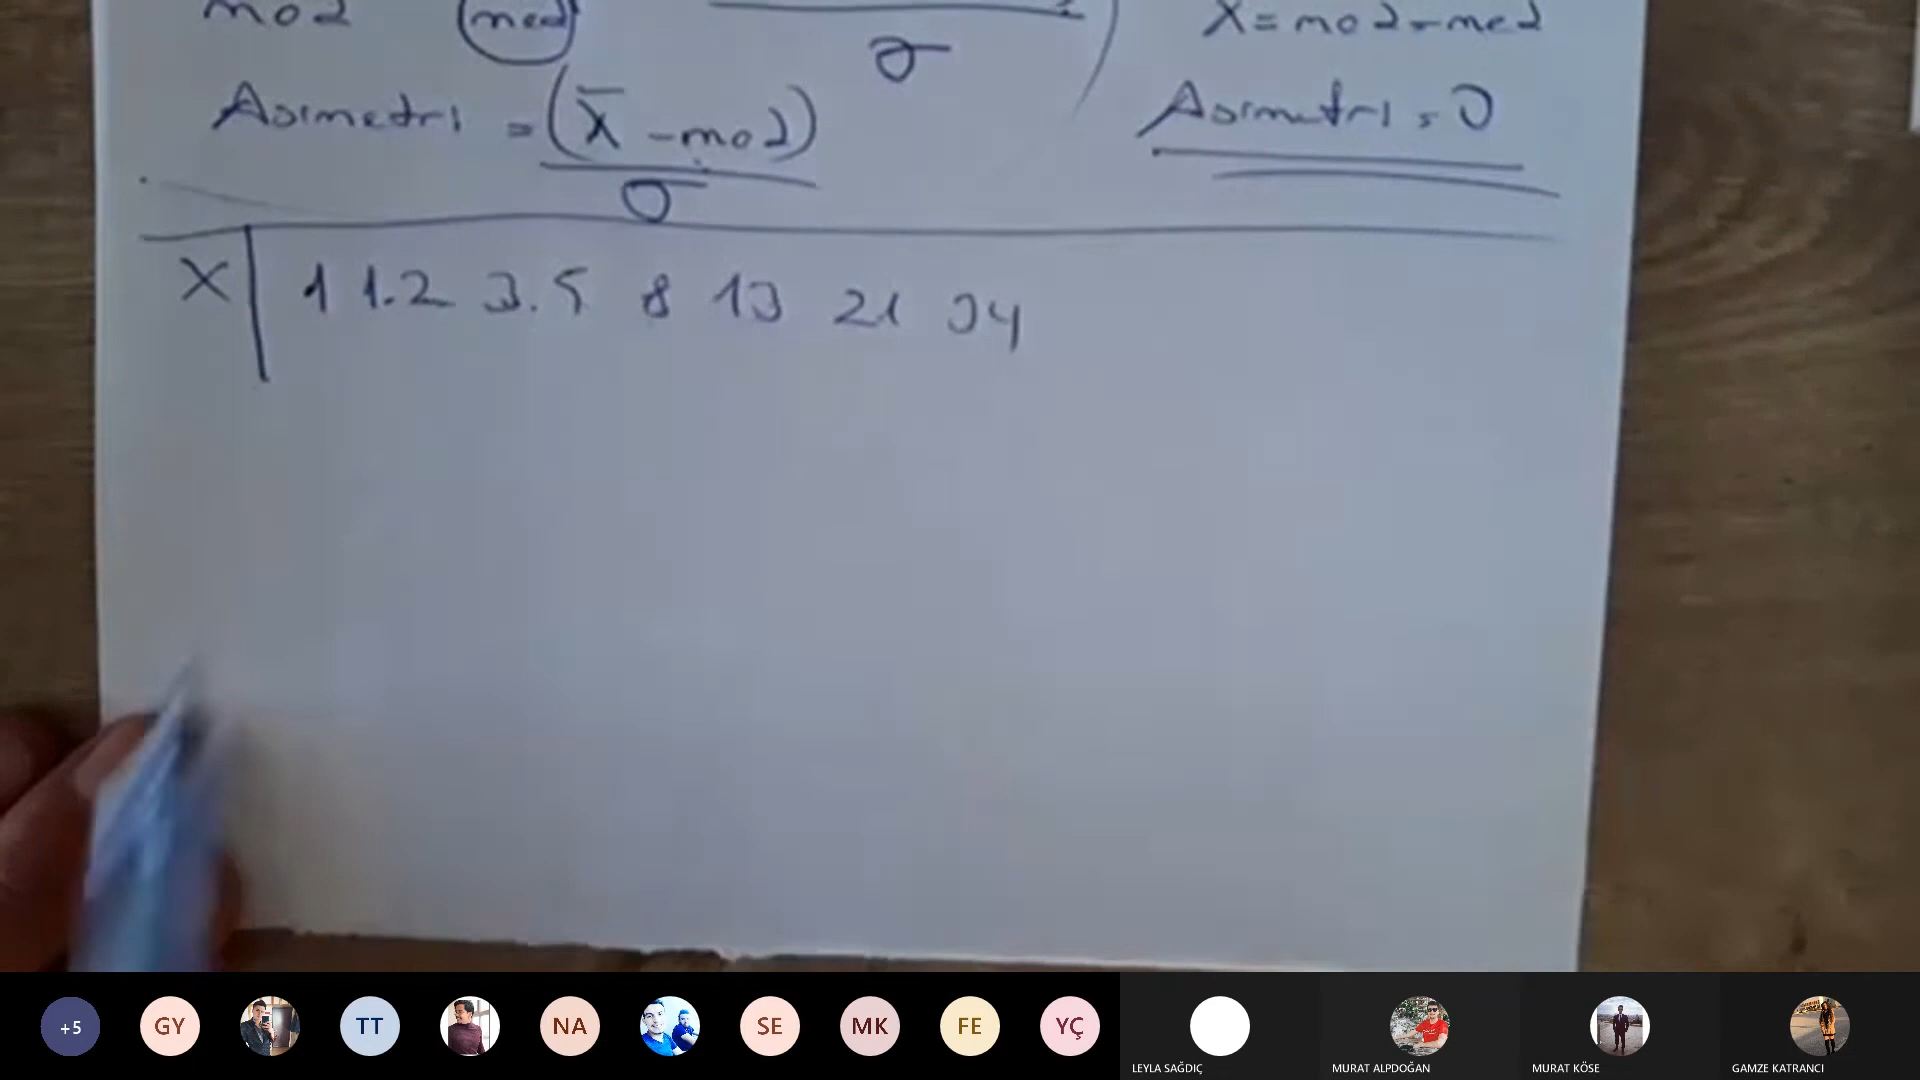 mod med σ x̄=mod=med
Asimetri = (x̄ - mod) Asimetri = 0
σ
X | 1 1.2 3.5 8 13 21 34
+5 GY TT NA SE MK FE YÇ
LEYLA SAĞDIÇ MURAT ALPDOĞAN MURAT KÖSE GAMZE KATRANCI